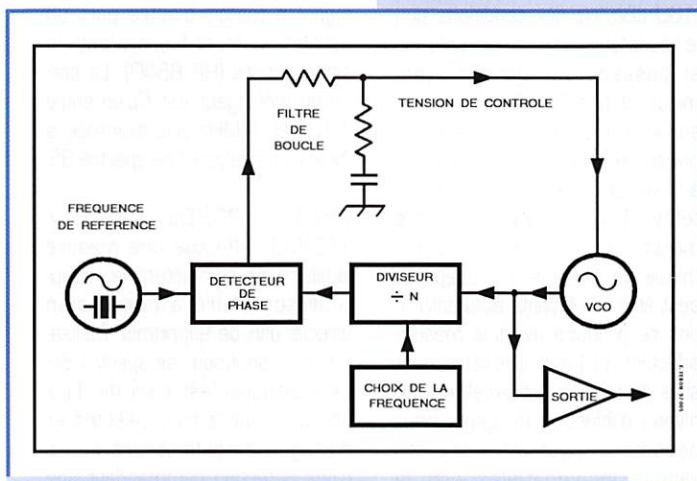 FILTRE
DE
BOUCLE
TENSION DE CONTROLE
FREQUENCE
DE REFERENCE
DETECTEUR
DE
PHASE
DIVISEUR
÷ N
VCO
CHOIX DE LA
FREQUENCE
SORTIE